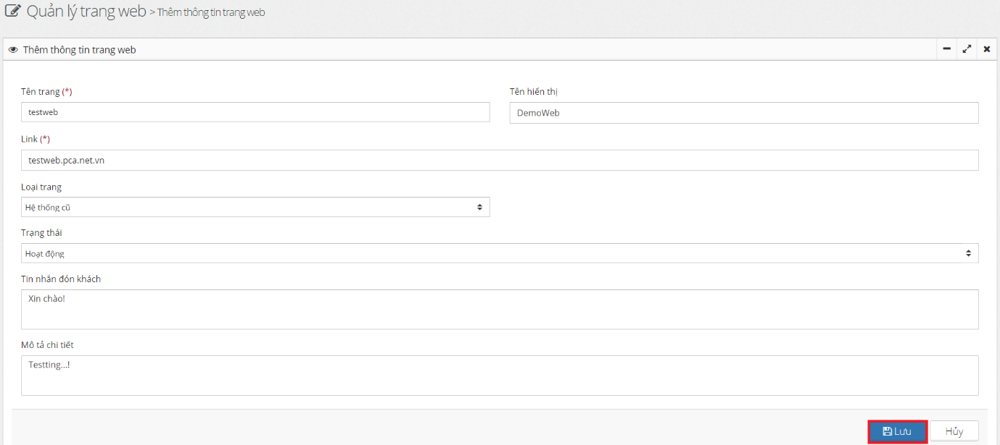 Quản lý trang web > Thêm thông tin trang web
Thêm thông tin trang web
Tên trang (*)
Tên hiển thị
testweb
DemoWeb
Link (*)
testweb.pca.net.vn
Loại trang
Hệ thống cũ
Trạng thái
Hoạt động
Tin nhắn đón khách
Xin chào!
Mô tả chi tiết
Testting...!
Lưu
Hủy